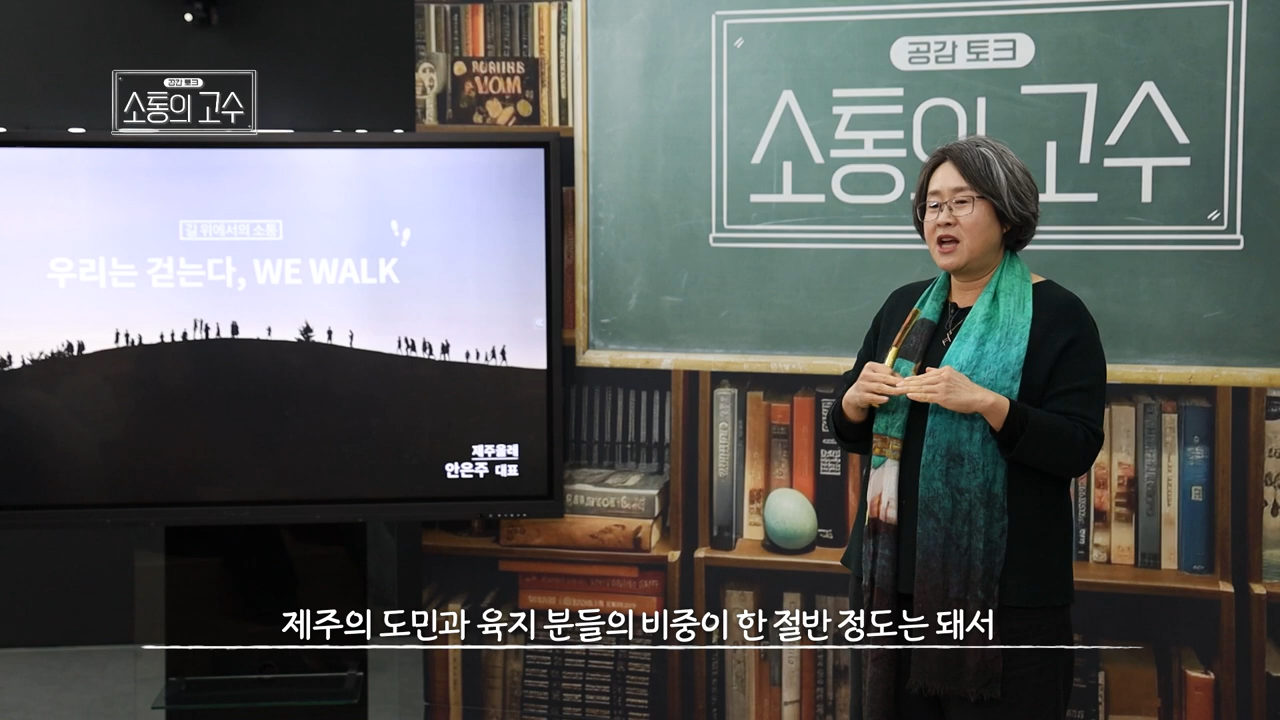 공감 토크
소통의 고수
공감 토크
소통의 고수
길 위에서의 소통
우리는 걷는다, WE WALK
제주올레
안은주 대표
제주의 도민과 육지 분들의 비중이 한 절반 정도는 돼서